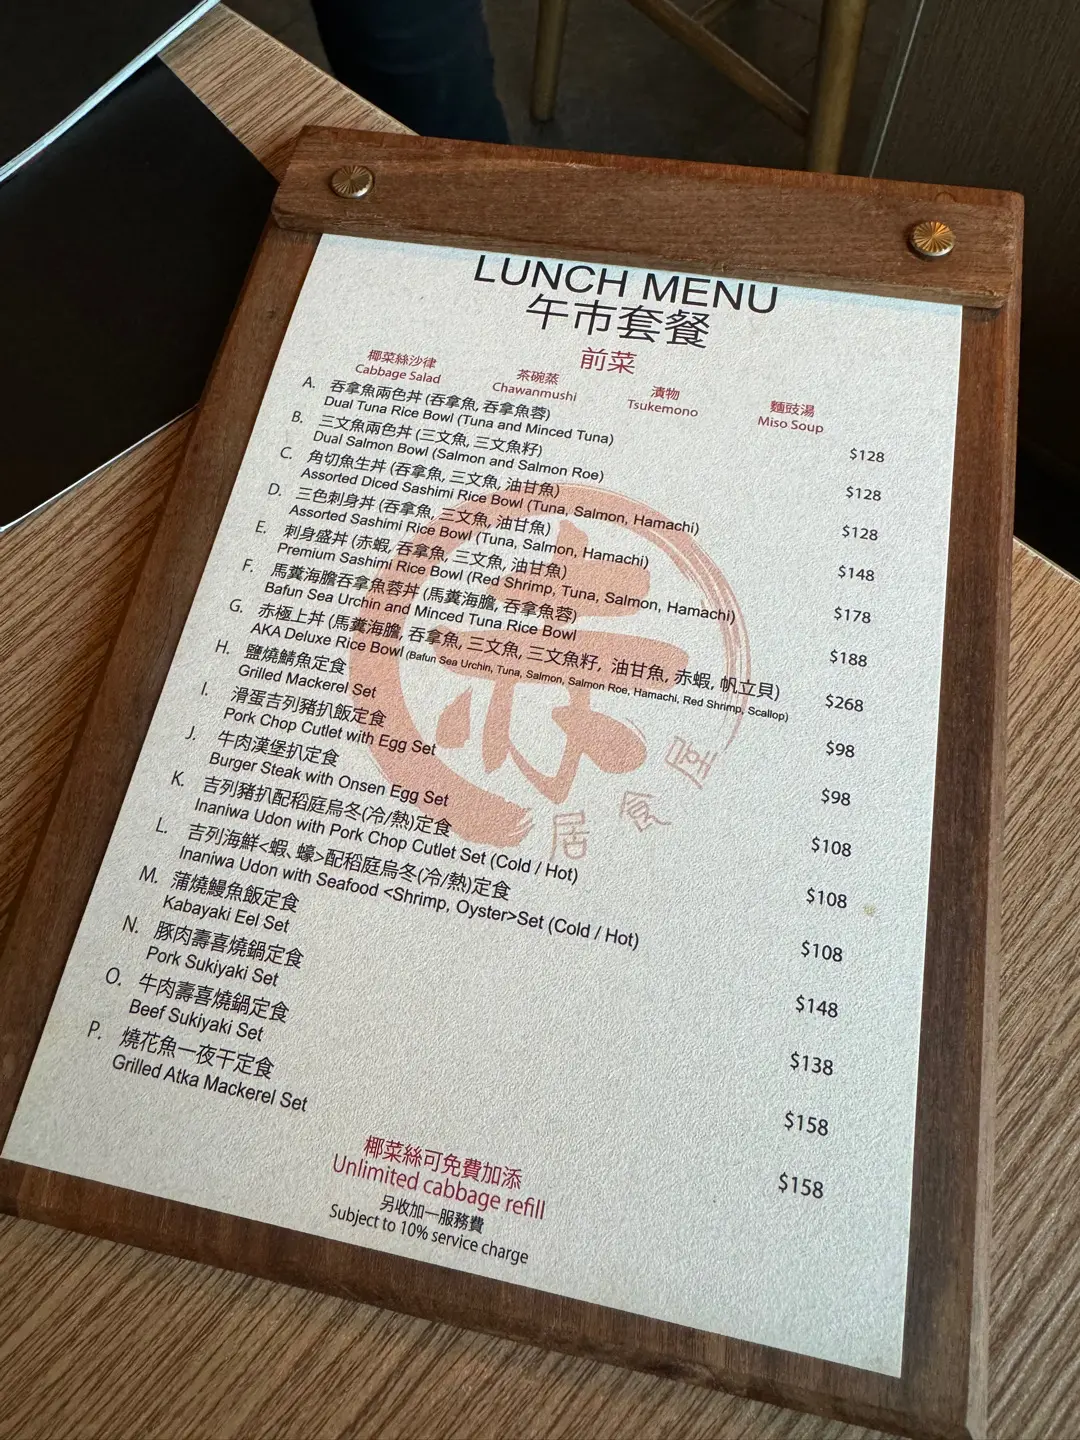 LUNCH MENU
午市套餐
前菜
椰菜絲沙律 茶碗蒸 漬物 麵豉湯
Cabbage Salad Chawanmushi Tsukemono Miso Soup
A. 吞拿魚兩色丼 (吞拿魚, 吞拿魚蓉)
Dual Tuna Rice Bowl (Tuna and Minced Tuna) $128
B. 三文魚兩色丼 (三文魚, 三文魚籽)
Dual Salmon Bowl (Salmon and Salmon Roe) $128
C. 角切魚生丼 (吞拿魚, 三文魚, 油甘魚)
Assorted Diced Sashimi Rice Bowl (Tuna, Salmon, Hamachi) $128
D. 三色刺身丼 (吞拿魚, 三文魚, 油甘魚)
Assorted Sashimi Rice Bowl (Tuna, Salmon, Hamachi) $148
E. 刺身盛丼 (赤蝦, 吞拿魚, 三文魚, 油甘魚)
Premium Sashimi Rice Bowl (Red Shrimp, Tuna, Salmon, Hamachi) $178
F. 馬糞海膽吞拿魚蓉丼 (馬糞海膽, 吞拿魚蓉)
Bafun Sea Urchin and Minced Tuna Rice Bowl $188
G. 赤極上丼 (馬糞海膽, 吞拿魚, 三文魚, 三文魚籽, 油甘魚, 赤蝦, 帆立貝)
AKA Deluxe Rice Bowl (Bafun Sea Urchin, Tuna, Salmon, Salmon Roe, Hamachi, Red Shrimp, Scallop) $268
H. 鹽燒鯖魚定食
Grilled Mackerel Set $98
I. 滑蛋吉列豬扒飯定食
Pork Chop Cutlet with Egg Set $98
J. 牛肉漢堡扒定食
Burger Steak with Onsen Egg Set $108
K. 吉列豬扒配稻庭烏冬(冷/熱)定食
Inaniwa Udon with Pork Chop Cutlet Set (Cold / Hot) $108
L. 吉列海鮮<蝦、蠔>配稻庭烏冬(冷/熱)定食
Inaniwa Udon with Seafood <Shrimp, Oyster>Set (Cold / Hot) $108
M. 蒲燒鰻魚飯定食
Kabayaki Eel Set $148
N. 豚肉壽喜燒鍋定食
Pork Sukiyaki Set $138
O. 牛肉壽喜燒鍋定食
Beef Sukiyaki Set $158
P. 燒花魚一夜干定食
Grilled Atka Mackerel Set $158
赤
居食屋
椰菜絲可免費加添
Unlimited cabbage refill
另收加一服務費
Subject to 10% service charge